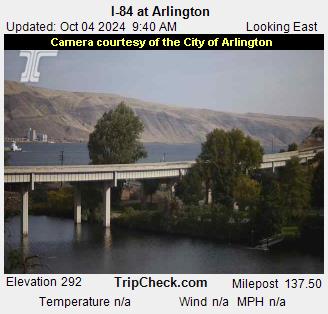 I-84 at Arlington
Updated: Oct 04 2024 9:40 AM Looking East
Camera courtesy of the City of Arlington
Elevation 292 TripCheck.com Milepost 137.50
Temperature n/a Wind n/a MPH n/a